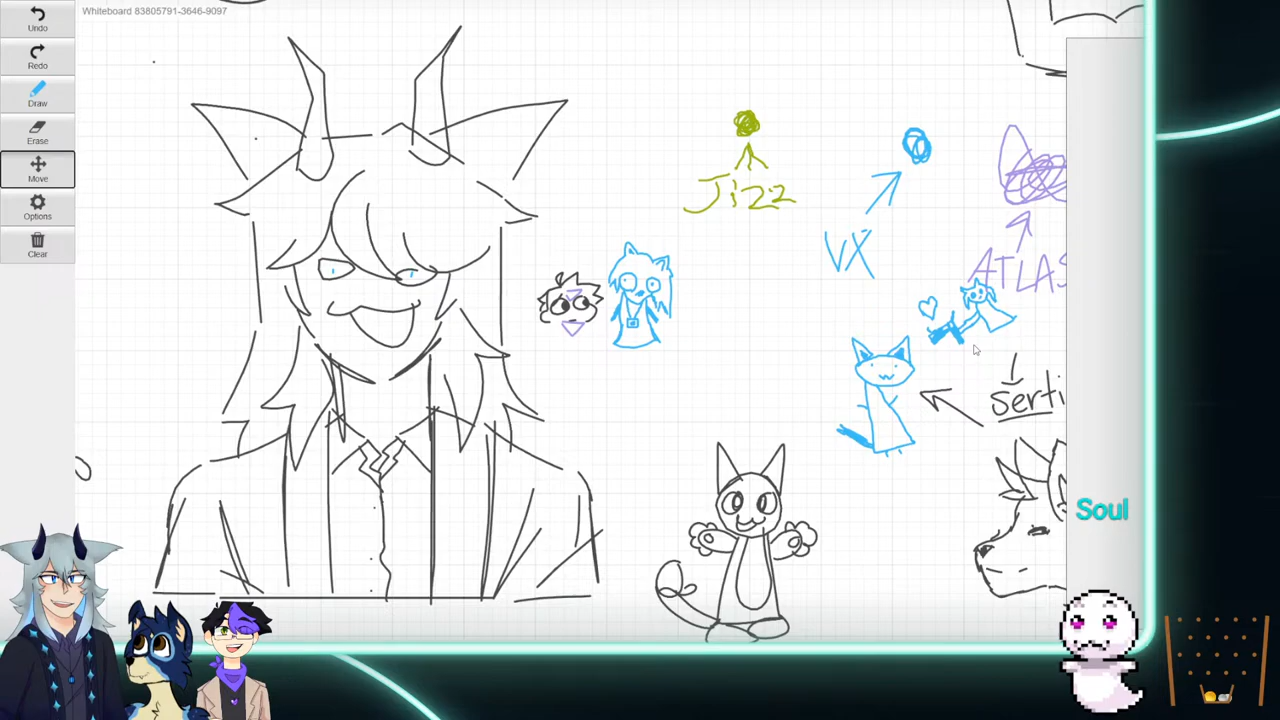 Whiteboard 83805791-3646-9097
Undo
Redo
Draw
Erase
Move
Options
Clear
Jizz
VX
ATLAS
serti
Soul